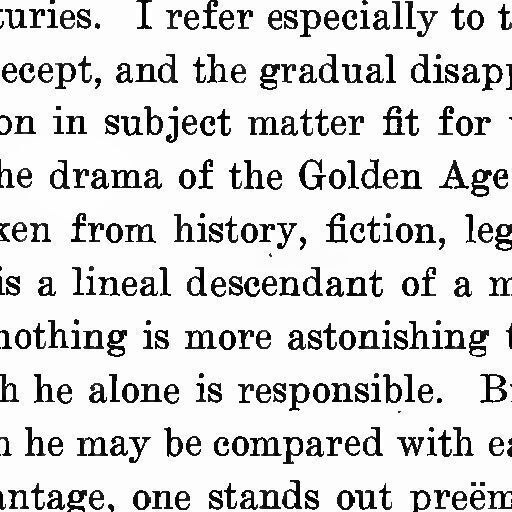 turies. I refer especially to t
ecept, and the gradual disapp
on in subject matter fit for
he drama of the Golden Age
ken from history, fiction, leg
is a lineal descendant of a m
nothing is more astonishing t
h he alone is responsible. Br
n he may be compared with ea
antage, one stands out preëm